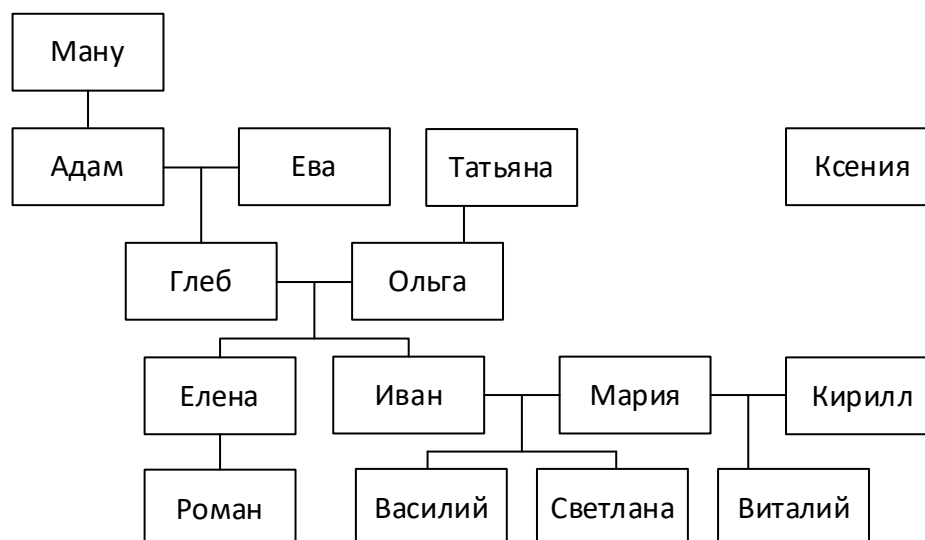 Ману
Адам Ева Татьяна Ксения
Глеб Ольга
Елена Иван Мария Кирилл
Роман Василий Светлана Виталий